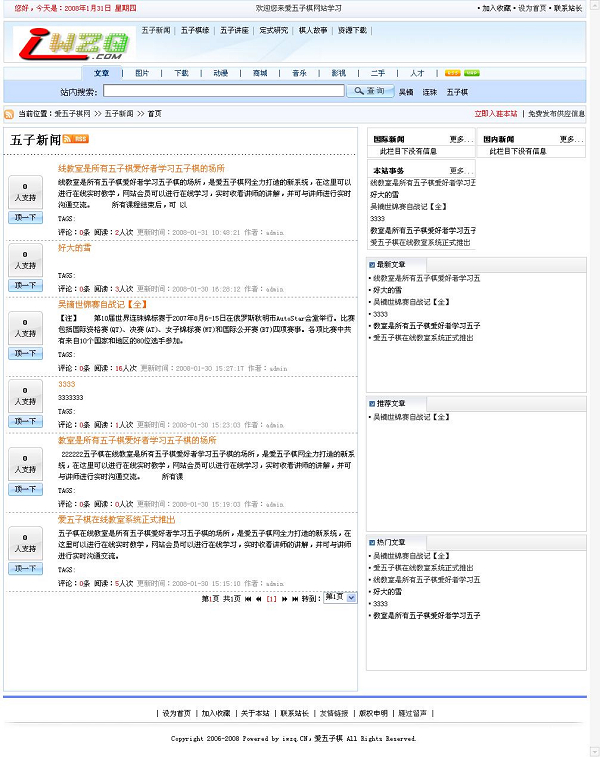 您好，今天是：2008年1月31日 星期四
欢迎您来爱五子棋网站学习
• 加入收藏 • 设为首页 • 联系站长
iwzq .COM
五子新闻 | 五子棋缘 | 五子讲座 | 定式研究 | 棋人故事 | 资源下载 |
文章 | 图片 | 下载 | 动漫 | 商城 | 音乐 | 影视 | 二手 | 人才 |
站内搜索： 查 询 吴镝 连珠 五子棋
当前位置：爱五子棋网 >> 五子新闻 >> 首页
立即入驻本站 | 免费发布供应信息
五子新闻 RSS
线教室是所有五子棋爱好者学习五子棋的场所
0
人支持
顶一下
线教室是所有五子棋爱好者学习五子棋的场所，是爱五子棋网全力打造的新系统，在这里可以
进行在线实时教学，网站会员可以进行在线学习，实时收看讲师的讲解，并可与讲师进行实时
沟通交流。 所有课程结束后，可 以
TAGS:
评论：0条 阅读：2人次 更新时间：2008-01-31 10:48:21 作者：admin
好大的雪
0
人支持
顶一下
TAGS:
评论：0条 阅读：3人次 更新时间：2008-01-30 16:28:12 作者：admin
吴镝世锦赛自战记【全】
0
人支持
顶一下
【注】 第10届世界连珠锦标赛于2007年8月6-15日在俄罗斯秋明市AutoStar会堂举行。比赛
包括国际资格赛(QT)、决赛(AT)、女子锦标赛(WT)和国际公开赛(BT)四项赛事。各项比赛中共
有来自10个国家和地区的80位选手参加。
TAGS:
评论：0条 阅读：16人次 更新时间：2008-01-30 15:27:17 作者：admin
3333
0
人支持
顶一下
3333333
TAGS:
评论：0条 阅读：1人次 更新时间：2008-01-30 15:23:03 作者：admin
教室是所有五子棋爱好者学习五子棋的场所
0
人支持
顶一下
222222五子棋在线教室是所有五子棋爱好者学习五子棋的场所，是爱五子棋网全力打造的新系
统，在这里可以进行在线实时教学，网站会员可以进行在线学习，实时收看讲师的讲解，并可
与讲师进行实时沟通交流。 所有课
TAGS:
评论：0条 阅读：0人次 更新时间：2008-01-30 15:19:03 作者：admin
爱五子棋在线教室系统正式推出
0
人支持
顶一下
五子棋在线教室是所有五子棋爱好者学习五子棋的场所，是爱五子棋网全力打造的新系统，在
这里可以进行在线实时教学，网站会员可以进行在线学习，实时收看讲师的讲解，并可与讲师
进行实时沟通交流。
TAGS:
评论：0条 阅读：5人次 更新时间：2008-01-30 15:15:10 作者：admin
第1页 共1页 [1] 转到：第1页
国际新闻 更多...
此栏目下没有信息
国内新闻 更多...
此栏目下没有信息
本站事务 更多...
线教室是所有五子棋爱好者学习五
好大的雪
吴镝世锦赛自战记【全】
3333
教室是所有五子棋爱好者学习五子
爱五子棋在线教室系统正式推出
最新文章
• 线教室是所有五子棋爱好者学习五
• 好大的雪
• 吴镝世锦赛自战记【全】
• 3333
• 教室是所有五子棋爱好者学习五子
• 爱五子棋在线教室系统正式推出
推荐文章
• 吴镝世锦赛自战记【全】
热门文章
• 吴镝世锦赛自战记【全】
• 爱五子棋在线教室系统正式推出
• 线教室是所有五子棋爱好者学习五
• 好大的雪
• 3333
• 教室是所有五子棋爱好者学习五子
| 设为首页 | 加入收藏 | 关于本站 | 联系站长 | 友情链接 | 版权申明 | 雁过留声 |
Copyright 2006-2008 Powered by iwzq.CN，爱五子棋 All Rights Reserved.